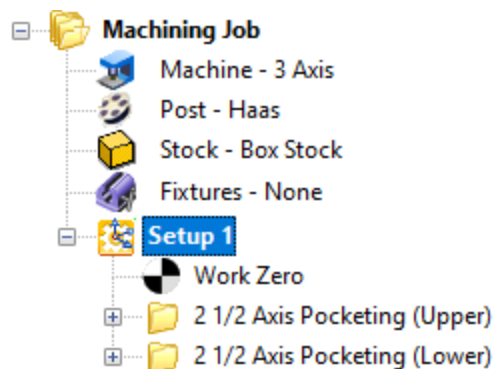 Machining Job
Machine - 3 Axis
Post - Haas
Stock - Box Stock
Fixtures - None
Setup 1
Work Zero
2 1/2 Axis Pocketing (Upper)
2 1/2 Axis Pocketing (Lower)